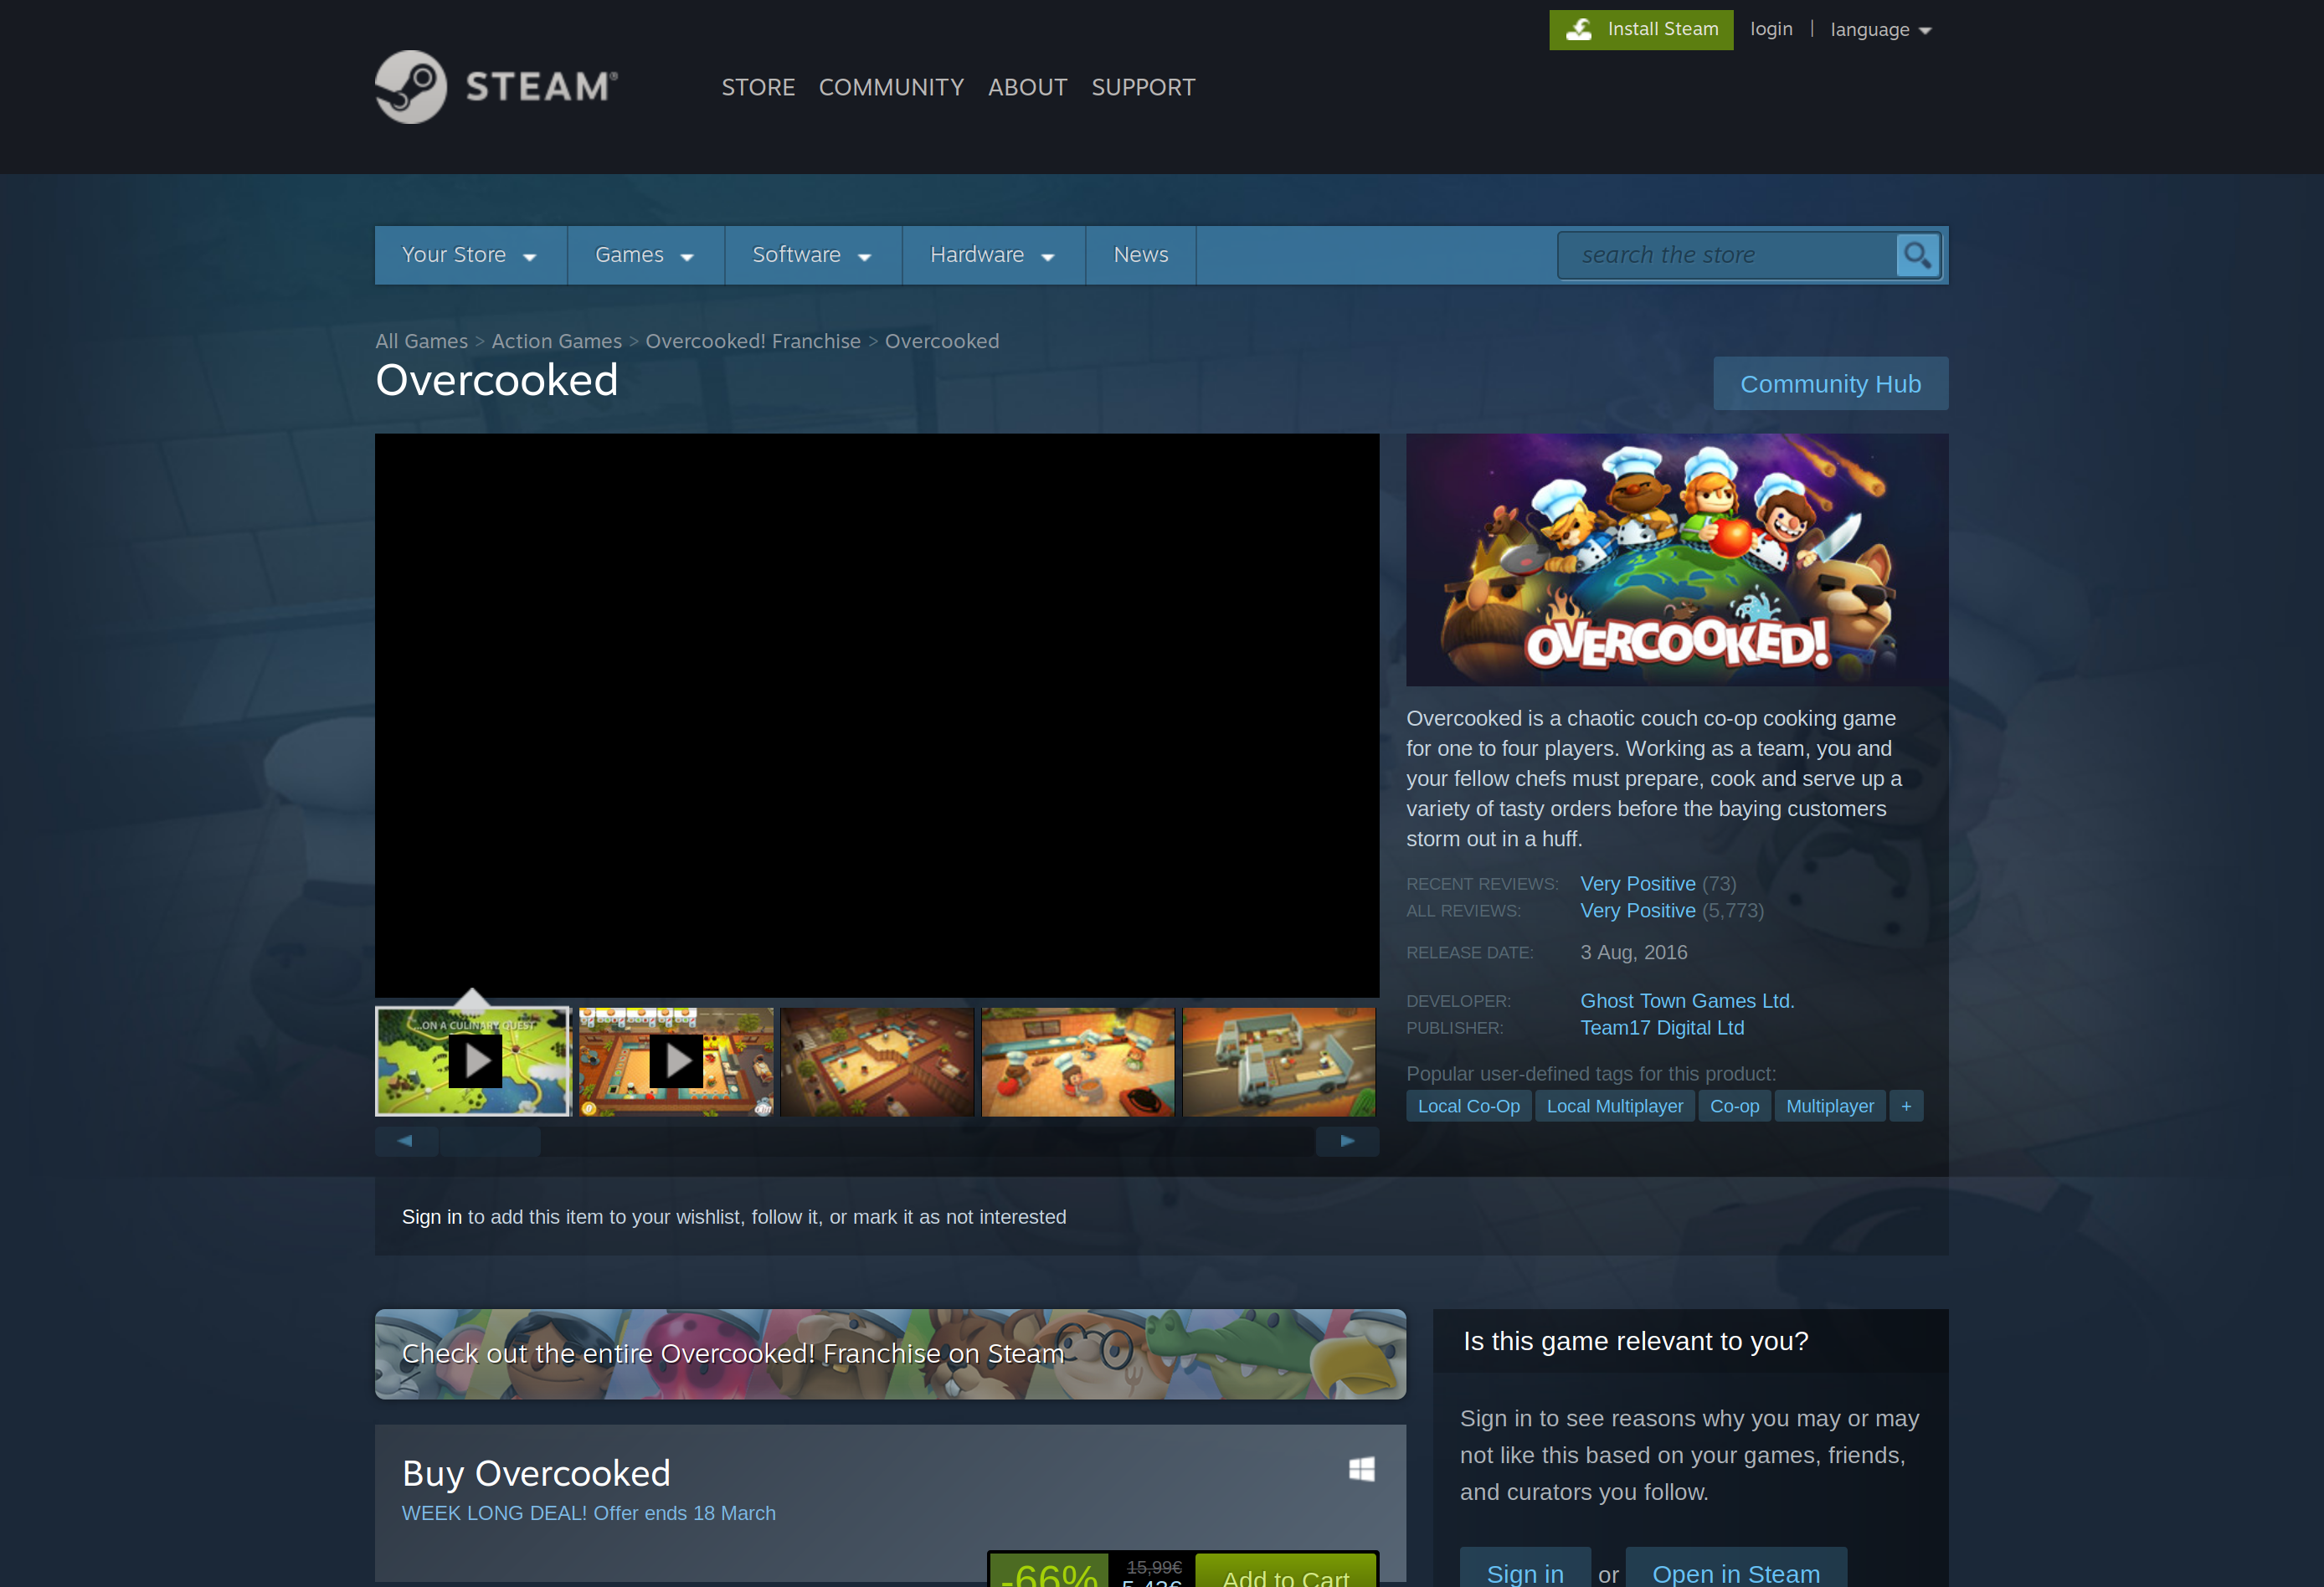 Install Steam
login | language
STEAM®
STORE COMMUNITY ABOUT SUPPORT
Your Store Games Software Hardware News
search the store
All Games > Action Games > Overcooked! Franchise > Overcooked
Overcooked
Community Hub
OVERCOOKED!
Overcooked is a chaotic couch co-op cooking game
for one to four players. Working as a team, you and
your fellow chefs must prepare, cook and serve up a
variety of tasty orders before the baying customers
storm out in a huff.
RECENT REVIEWS: Very Positive (73)
ALL REVIEWS: Very Positive (5,773)
RELEASE DATE: 3 Aug, 2016
DEVELOPER: Ghost Town Games Ltd.
PUBLISHER: Team17 Digital Ltd
Popular user-defined tags for this product:
Local Co-Op Local Multiplayer Co-op Multiplayer +
...ON A CULINARY QUEST
Sign in to add this item to your wishlist, follow it, or mark it as not interested
Check out the entire Overcooked! Franchise on Steam
Buy Overcooked
WEEK LONG DEAL! Offer ends 18 March
-66%
15,99€
5,43€
Add to Cart
Is this game relevant to you?
Sign in to see reasons why you may or may
not like this based on your games, friends,
and curators you follow.
Sign in or Open in Steam